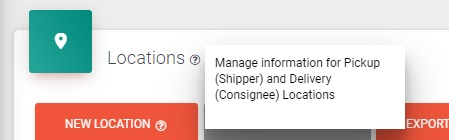 Locations ?
Manage information for Pickup
(Shipper) and Delivery
(Consignee) Locations
NEW LOCATION ?
EXPORT